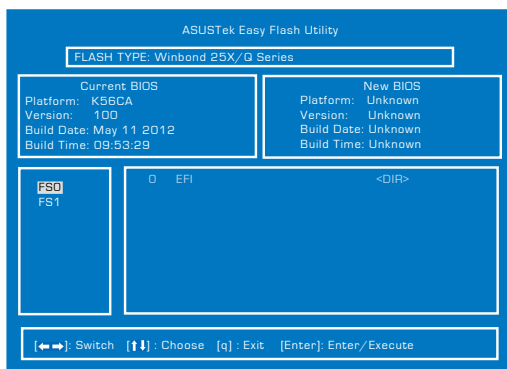 ASUSTek Easy Flash Utility
FLASH TYPE: Winbond 25X/Q Series
Current BIOS
Platform: K56CA
Version: 100
Build Date: May 11 2012
Build Time: 09:53:29
New BIOS
Platform: Unknown
Version: Unknown
Build Date: Unknown
Build Time: Unknown
FS0
FS1
0 EFI <DIR>
[←→]: Switch [↑↓] : Choose [q] : Exit [Enter]: Enter/Execute